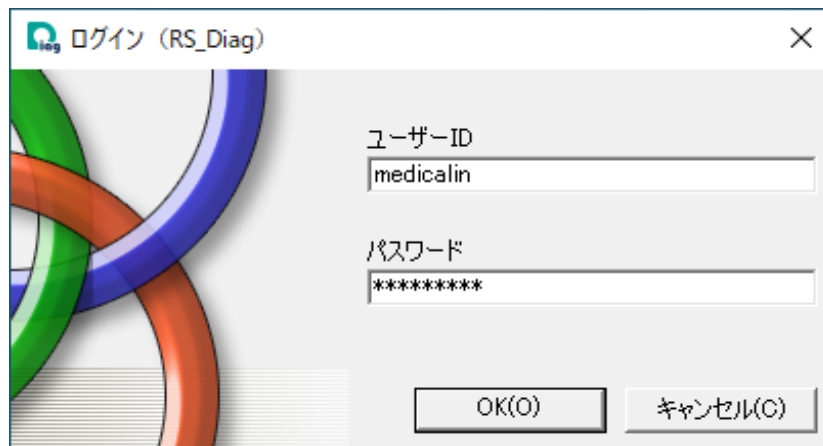 Diag ログイン（RS_Diag）
ユーザーID
medicalin
パスワード
*********
OK(O)
キャンセル(C)